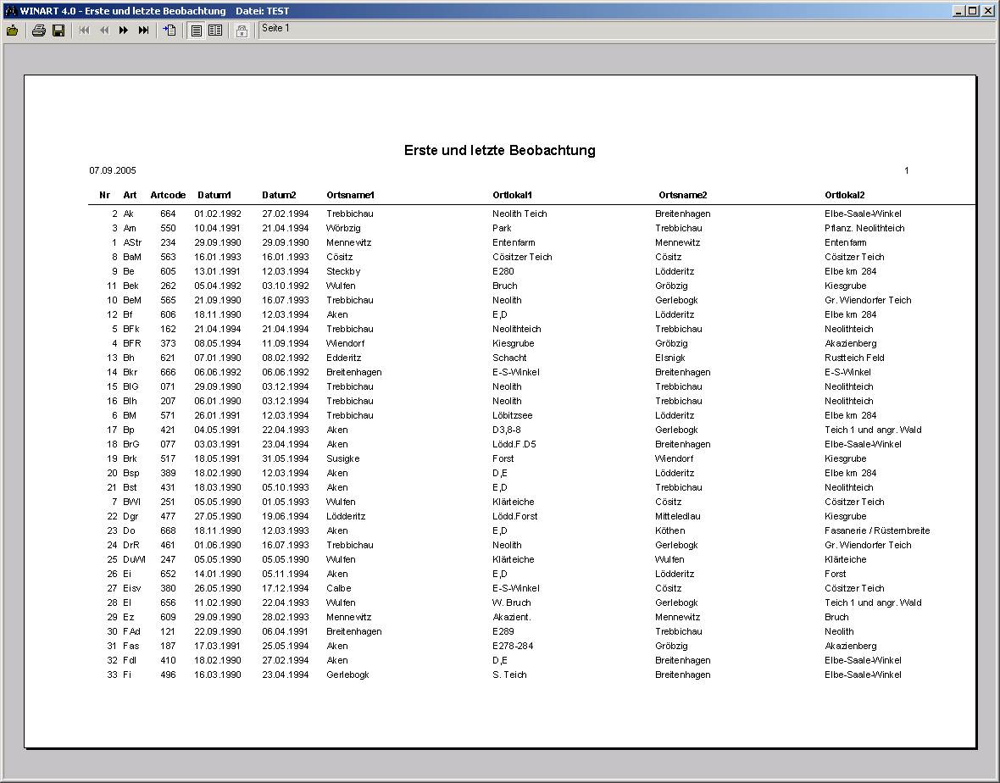 WINART 4.0 - Erste und letzte Beobachtung Datei: TEST
Seite 1
Erste und letzte Beobachtung
07.09.2005 1
Nr Art Artcode Datum1 Datum2 Ortsname1 Ortlokal1 Ortsname2 Ortlokal2
2 Ak 664 01.02.1992 27.02.1994 Trebbichau Neolith Teich Breitenhagen Elbe-Saale-Winkel
3 Am 550 10.04.1991 21.04.1994 Wörbzig Park Trebbichau Pflanz. Neolithteich
1 AStr 234 29.09.1990 29.09.1990 Mennewitz Entenfarm Mennewitz Entenfarm
8 BaM 563 16.01.1993 16.01.1993 Cösitz Cösitzer Teich Cösitz Cösitzer Teich
9 Be 605 13.01.1991 12.03.1994 Steckby E280 Lödderitz Elbe km 284
11 Bek 262 05.04.1992 03.10.1992 Wulfen Bruch Gröbzig Kiesgrube
10 BeM 565 21.09.1990 16.07.1993 Trebbichau Neolith Gerlebogk Gr. Wiendorfer Teich
12 Bf 606 18.11.1990 12.03.1994 Aken E,D Lödderitz Elbe km 284
5 BFk 162 21.04.1994 21.04.1994 Trebbichau Neolithteich Trebbichau Neolithteich
4 BFR 373 08.05.1994 11.09.1994 Wiendorf Kiesgrube Gröbzig Akazienberg
13 Bh 621 07.01.1990 08.02.1992 Edderitz Schacht Elsnigk Rustteich Feld
14 Bkr 666 06.06.1992 06.06.1992 Breitenhagen E-S-Winkel Breitenhagen E-S-Winkel
15 BlG 071 29.09.1990 03.12.1994 Trebbichau Neolith Trebbichau Neolithteich
16 Blh 207 06.01.1990 03.12.1994 Trebbichau Neolith Trebbichau Neolithteich
6 BM 571 26.01.1991 12.03.1994 Trebbichau Löbitzsee Lödderitz Elbe km 284
17 Bp 421 04.05.1991 22.04.1993 Aken D3,8-8 Gerlebogk Teich 1 und angr. Wald
18 BrG 077 03.03.1991 23.04.1994 Aken Lödd.F.D5 Breitenhagen Elbe-Saale-Winkel
19 Brk 517 18.05.1991 31.05.1994 Susigke Forst Wiendorf Kiesgrube
20 Bsp 389 18.02.1990 12.03.1994 Aken D,E Lödderitz Elbe km 284
21 Bst 431 18.03.1990 05.10.1993 Aken E,D Trebbichau Neolithteich
7 BWl 251 05.05.1990 01.05.1993 Wulfen Klärteiche Cösitz Cösitzer Teich
22 Dgr 477 27.05.1990 19.06.1994 Lödderitz Lödd.Forst Mitteledlau Kiesgrube
23 Do 668 18.11.1990 12.03.1993 Aken E,D Köthen Fasanerie / Rüsternbreite
24 DrR 461 01.06.1990 16.07.1993 Trebbichau Neolith Gerlebogk Gr. Wiendorfer Teich
25 DuWl 247 05.05.1990 05.05.1990 Wulfen Klärteiche Wulfen Klärteiche
26 Ei 652 14.01.1990 05.11.1994 Aken E,D Lödderitz Forst
27 Eisv 380 26.05.1990 17.12.1994 Calbe E-S-Winkel Cösitz Cösitzer Teich
28 El 656 11.02.1990 22.04.1993 Wulfen W. Bruch Gerlebogk Teich 1 und angr. Wald
29 Ez 609 29.09.1990 28.02.1993 Mennewitz Akazient. Mennewitz Bruch
30 FAd 121 22.09.1990 06.04.1991 Breitenhagen E289 Trebbichau Neolith
31 Fas 187 17.03.1991 25.05.1994 Aken E278-284 Gröbzig Akazienberg
32 Fdl 410 18.02.1990 27.02.1994 Aken D,E Breitenhagen Elbe-Saale-Winkel
33 Fi 496 16.03.1990 23.04.1994 Gerlebogk S. Teich Breitenhagen Elbe-Saale-Winkel